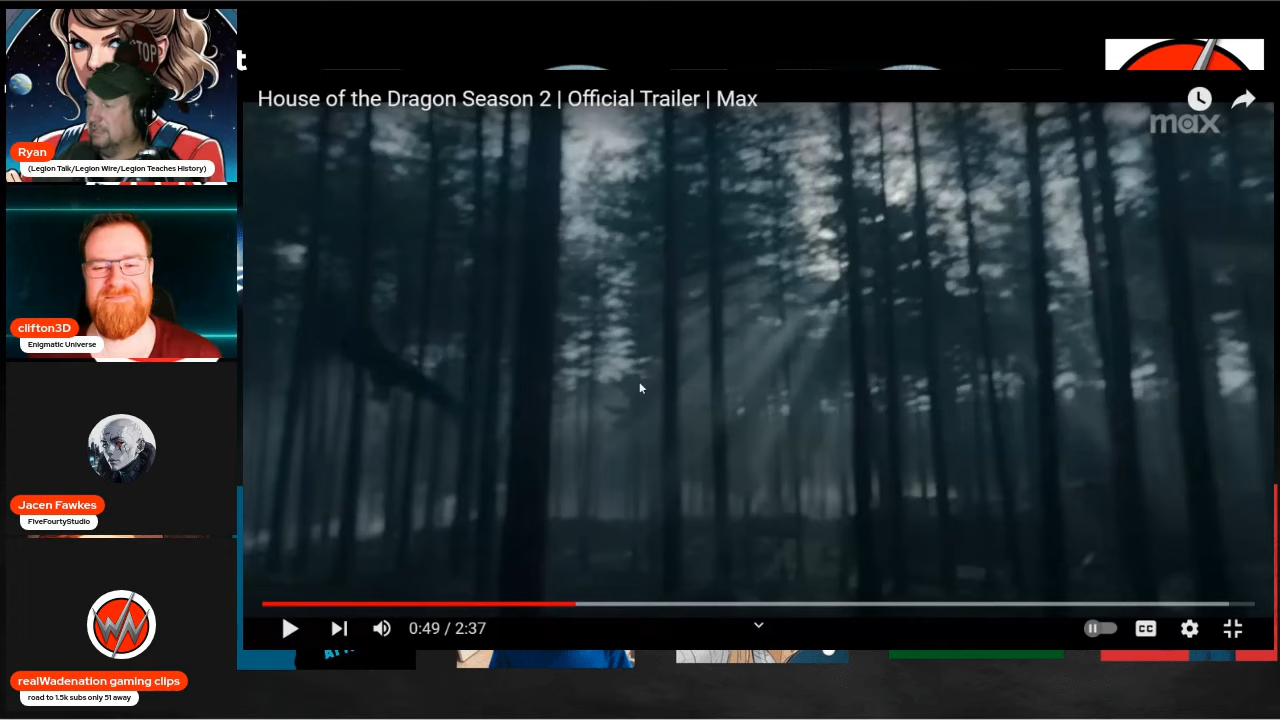 STOP
Ryan
(Legion Talk/Legion Wire/Legion Teaches History)
clifton3D
Enigmatic Universe
Jacen Fawkes
FiveFourtyStudio
realWadenation gaming clips
road to 1.5k subs only 51 away
t
House of the Dragon Season 2 | Official Trailer | Max
max
0:49 / 2:37
CC